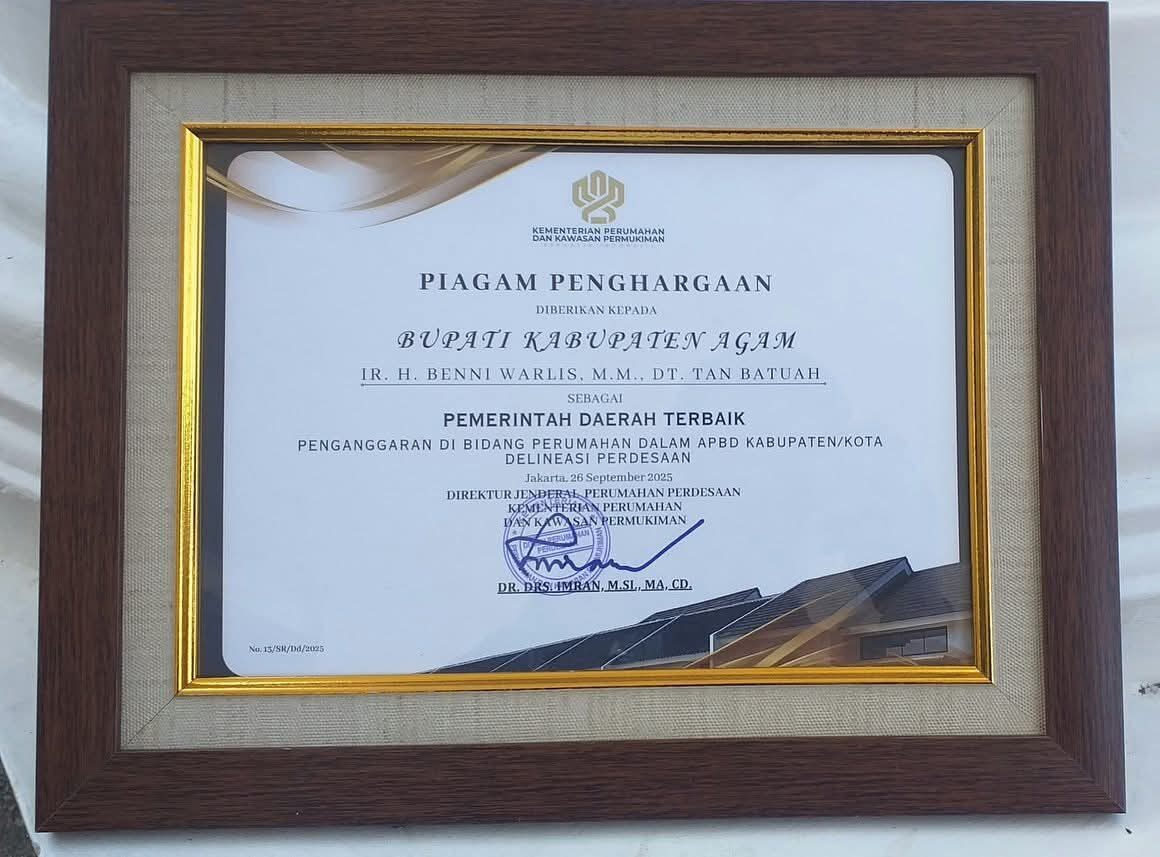 KEMENTERIAN PERUMAHAN
DAN KAWASAN PERMUKIMAN
PIAGAM PENGHARGAAN
DIBERIKAN KEPADA
BUPATI KABUPATEN AGAM
IR. H. BENNI WARLIS, M.M., DT. TAN BATUAH
SEBAGAI
PEMERINTAH DAERAH TERBAIK
PENGANGGARAN DI BIDANG PERUMAHAN DALAM APBD KABUPATEN/KOTA
DELINEASI PERDESAAN
Jakarta, 26 September 2025
DIREKTUR JENDERAL PERUMAHAN PERDESAAN
KEMENTERIAN PERUMAHAN
DAN KAWASAN PERMUKIMAN
DR. DRS. IMRAN, M.SI., MA, CD.
No. 13/SR/Dd/2025